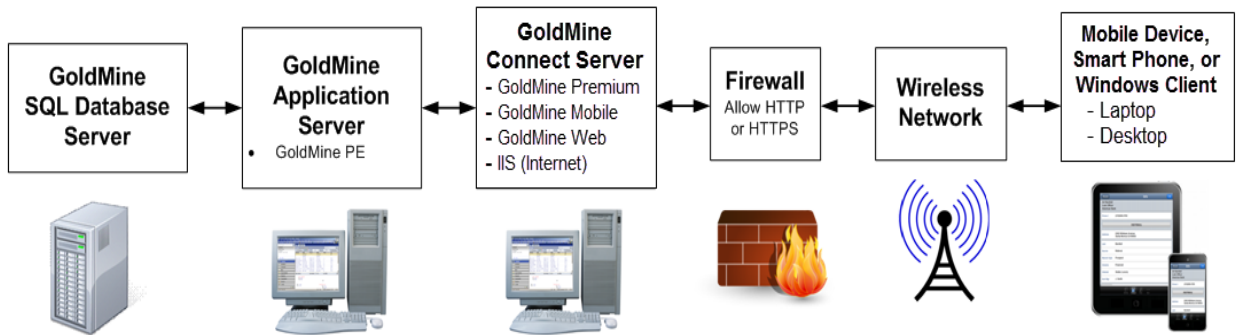 GoldMine
SQL Database
Server
GoldMine
Application
Server
• GoldMine PE
GoldMine
Connect Server
- GoldMine Premium
- GoldMine Mobile
- GoldMine Web
- IIS (Internet)
Firewall
Allow HTTP
or HTTPS
Wireless
Network
Mobile Device,
Smart Phone, or
Windows Client
- Laptop
- Desktop